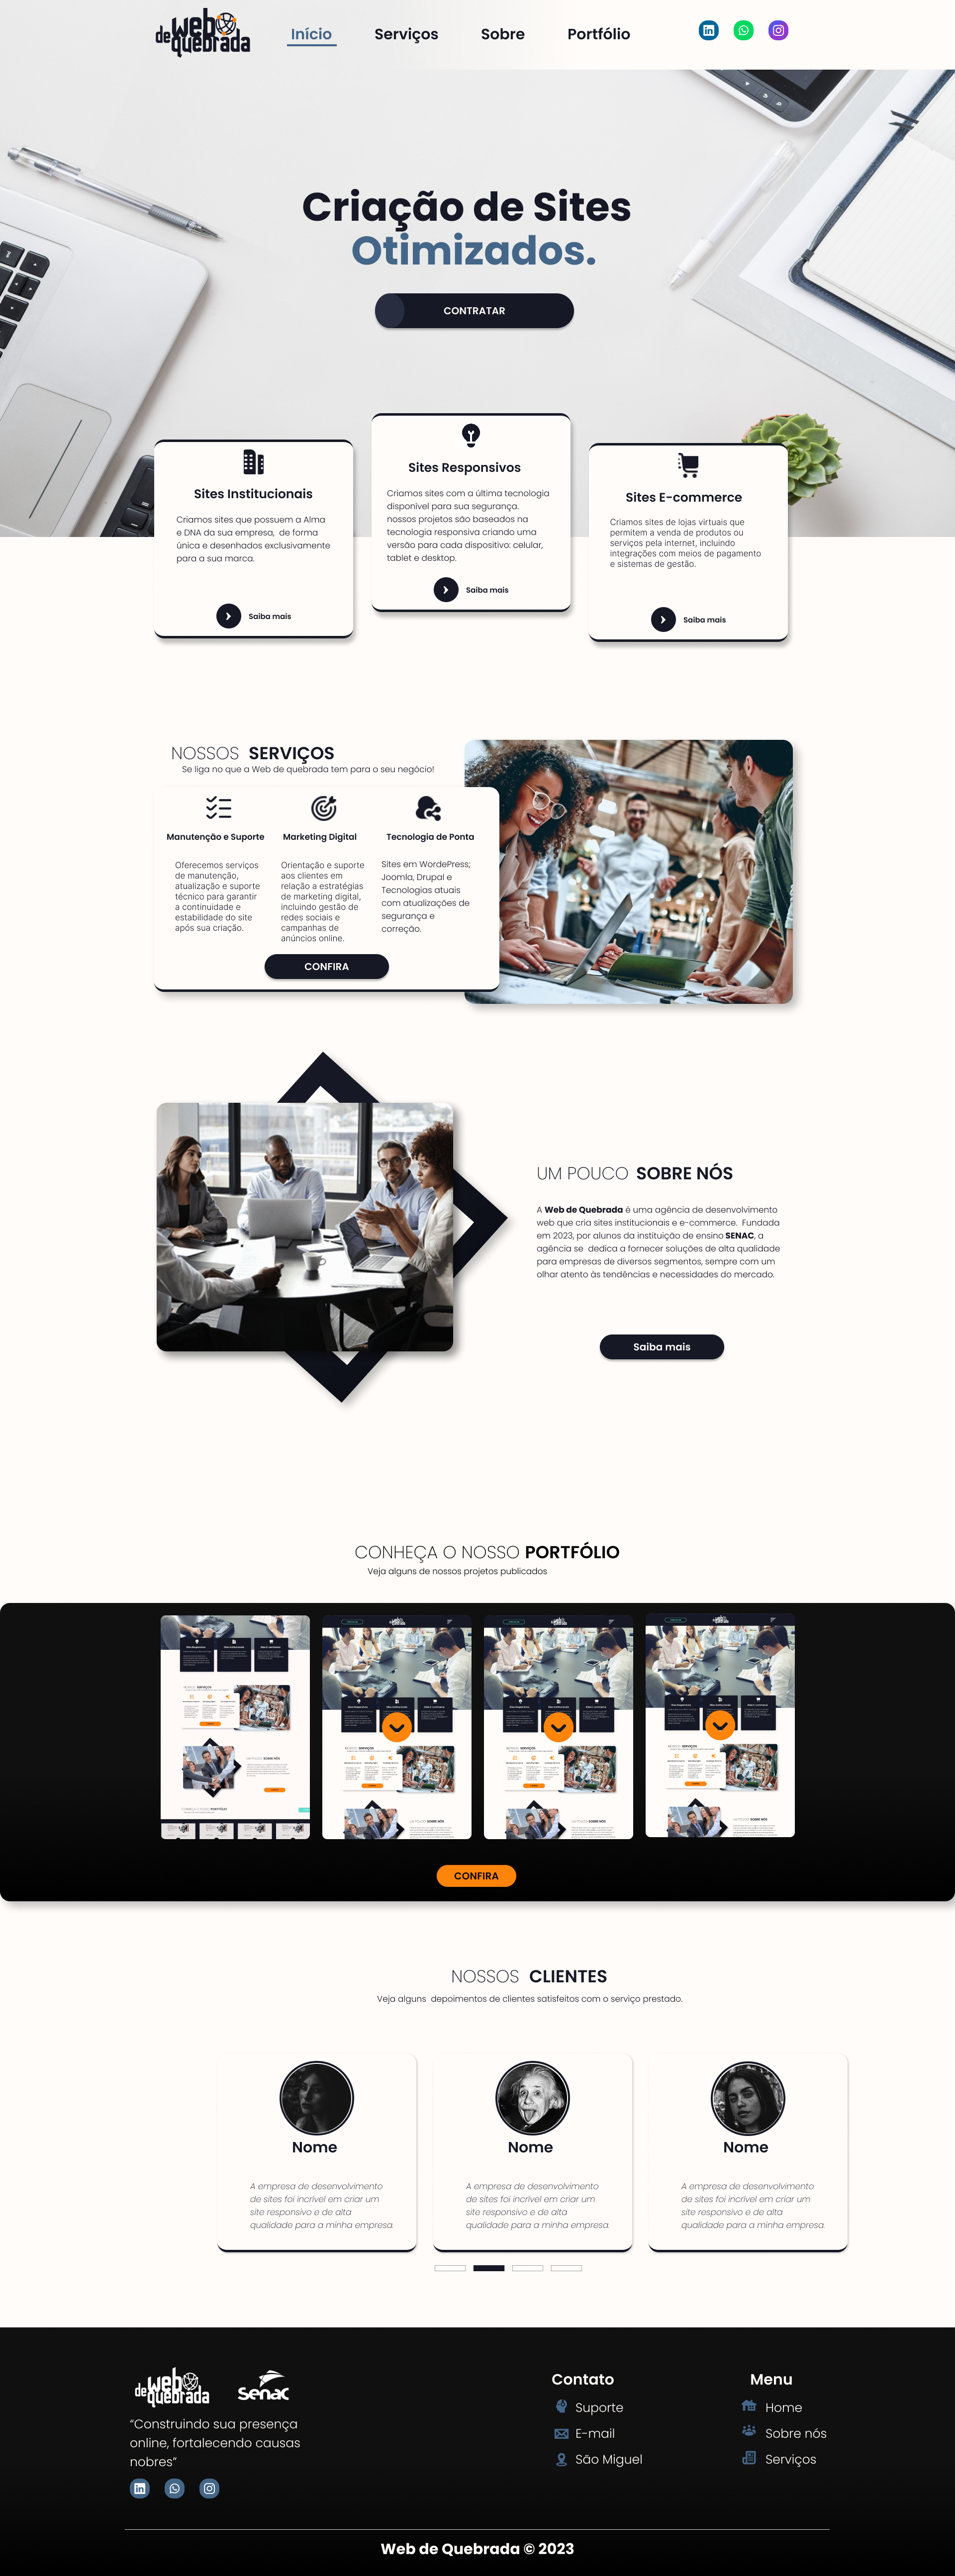 web
de quebrada
Início
Serviços
Sobre
Portfólio
Criação de Sites
Otimizados.
CONTRATAR
Sites Institucionais
Criamos sites que possuem a Alma
e DNA da sua empresa, de forma
única e desenhados exclusivamente
para a sua marca.
Saiba mais
Sites Responsivos
Criamos sites com a última tecnologia
disponível para sua segurança.
nossos projetos são baseados na
tecnologia responsiva criando uma
versão para cada dispositivo: celular,
tablet e desktop.
Saiba mais
Sites E-commerce
Criamos sites de lojas virtuais que
permitem a venda de produtos ou
serviços pela internet, incluindo
integrações com meios de pagamento
e sistemas de gestão.
Saiba mais
NOSSOS SERVIÇOS
Se liga no que a Web de quebrada tem para o seu negócio!
Manutenção e Suporte
Oferecemos serviços
de manutenção,
atualização e suporte
técnico para garantir
a continuidade e
estabilidade do site
após sua criação.
Marketing Digital
Orientação e suporte
aos clientes em
relação a estratégias
de marketing digital,
incluindo gestão de
redes sociais e
campanhas de
anúncios online.
Tecnologia de Ponta
Sites em WordePress;
Joomla, Drupal e
Tecnologias atuais
com atualizações de
segurança e
correção.
CONFIRA
UM POUCO SOBRE NÓS
A Web de Quebrada é uma agência de desenvolvimento
web que cria sites institucionais e e-commerce. Fundada
em 2023, por alunos da instituição de ensino SENAC, a
agência se dedica a fornecer soluções de alta qualidade
para empresas de diversos segmentos, sempre com um
olhar atento às tendências e necessidades do mercado.
Saiba mais
CONHEÇA O NOSSO PORTFÓLIO
Veja alguns de nossos projetos publicados
CONFIRA
NOSSOS CLIENTES
Veja alguns depoimentos de clientes satisfeitos com o serviço prestado.
Nome
A empresa de desenvolvimento
de sites foi incrível em criar um
site responsivo e de alta
qualidade para a minha empresa.
Nome
A empresa de desenvolvimento
de sites foi incrível em criar um
site responsivo e de alta
qualidade para a minha empresa.
Nome
A empresa de desenvolvimento
de sites foi incrível em criar um
site responsivo e de alta
qualidade para a minha empresa.
web
de quebrada
Senac
“Construindo sua presença
online, fortalecendo causas
nobres”
Contato
Suporte
E-mail
São Miguel
Menu
Home
Sobre nós
Serviços
Web de Quebrada © 2023